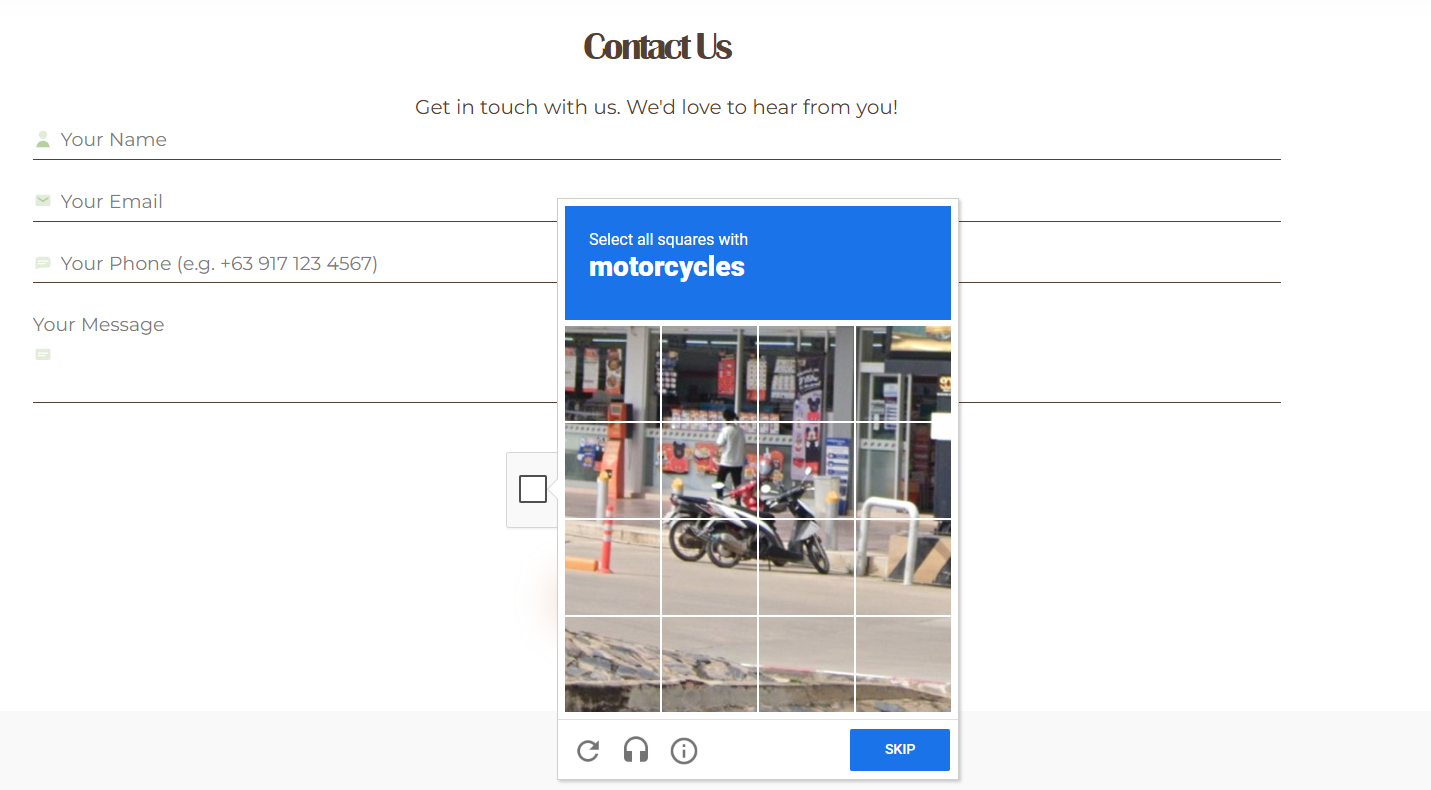 Contact Us
Get in touch with us. We'd love to hear from you!
Your Name
Your Email
Your Phone (e.g. +63 917 123 4567)
Your Message
Select all squares with
motorcycles
SKIP